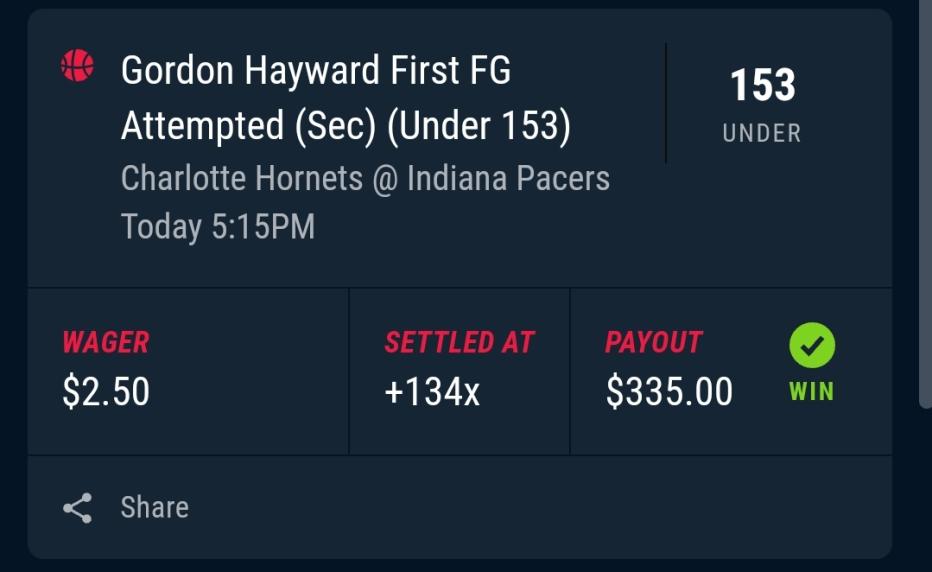 Gordon Hayward First FG
Attempted (Sec) (Under 153)
Charlotte Hornets @ Indiana Pacers
Today 5:15PM
153
UNDER
WAGER
$2.50
SETTLED AT
+134x
PAYOUT
$335.00
WIN
Share